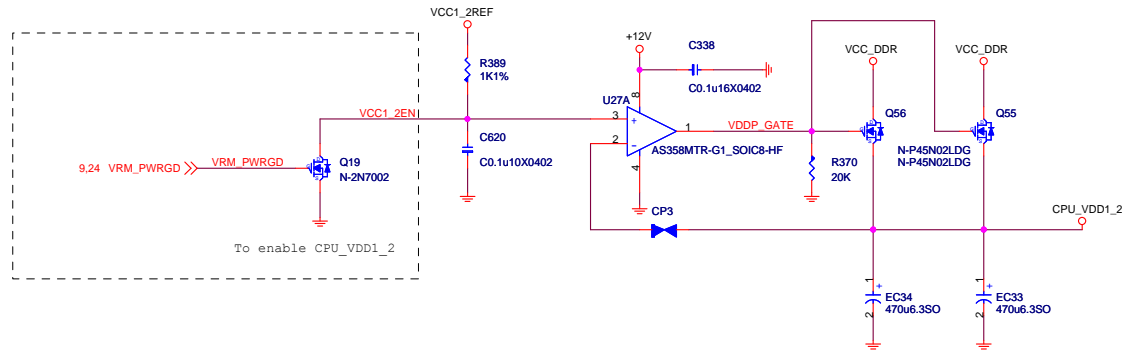 VCC1_2REF
R389
1K1%
VCC1_2EN
C620
C0.1u10X0402
9,24 VRM_PWRGD
VRM_PWRGD
Q19
N-2N7002
To enable CPU_VDD1_2
+12V
C338
C0.1u16X0402
U27A
8
3
+
2
-
1
4
AS358MTR-G1_SOIC8-HF
VDDP_GATE
R370
20K
CP3
VCC_DDR
Q56
VCC_DDR
Q55
N-P45N02LDG
N-P45N02LDG
CPU_VDD1_2
1
+
2
EC34
470u6.3SO
1
+
2
EC33
470u6.3SO